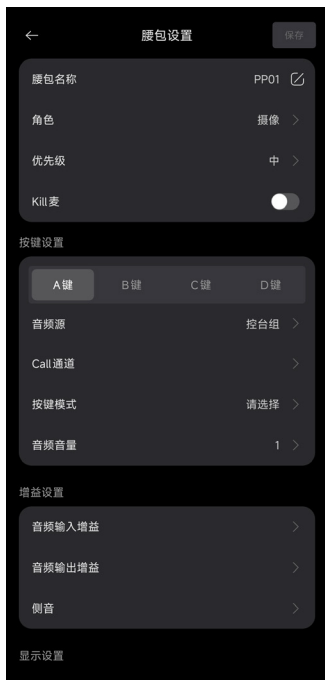 腰包设置
保存
腰包名称 PP01
角色 摄像
优先级 中
Kill麦
按键设置
A键 B键 C键 D键
音频源 控台组
Call通道
按键模式 请选择
音频音量 1
增益设置
音频输入增益
音频输出增益
侧音
显示设置